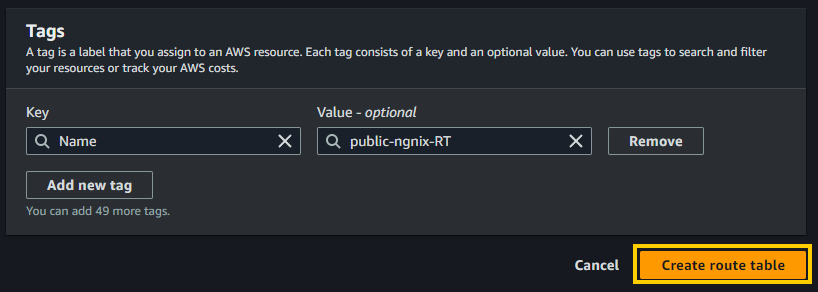 Tags
A tag is a label that you assign to an AWS resource. Each tag consists of a key and an optional value. You can use tags to search and filter
your resources or track your AWS costs.
Key
Value - optional
Name
public-ngnix-RT
Remove
Add new tag
You can add 49 more tags.
Cancel
Create route table